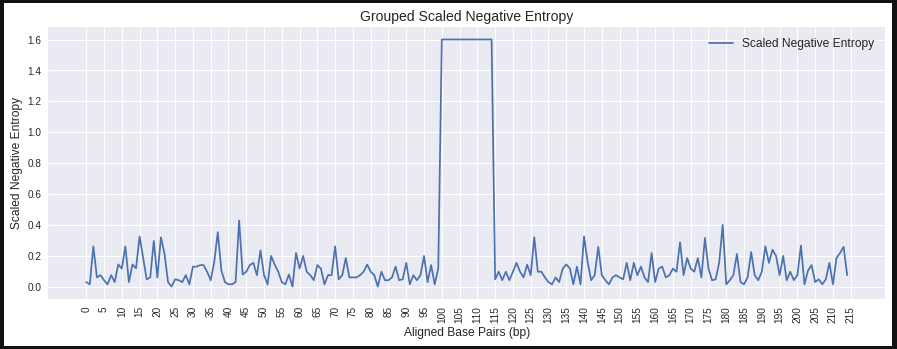 Grouped Scaled Negative Entropy
Scaled Negative Entropy
1.6
1.4
1.2
1.0
0.8
0.6
0.4
0.2
0.0
Scaled Negative Entropy
0 5 10 15 20 25 30 35 40 45 50 55 60 65 70 75 80 85 90 95 100 105 110 115 120 125 130 135 140 145 150 155 160 165 170 175 180 185 190 195 200 205 210 215
Aligned Base Pairs (bp)